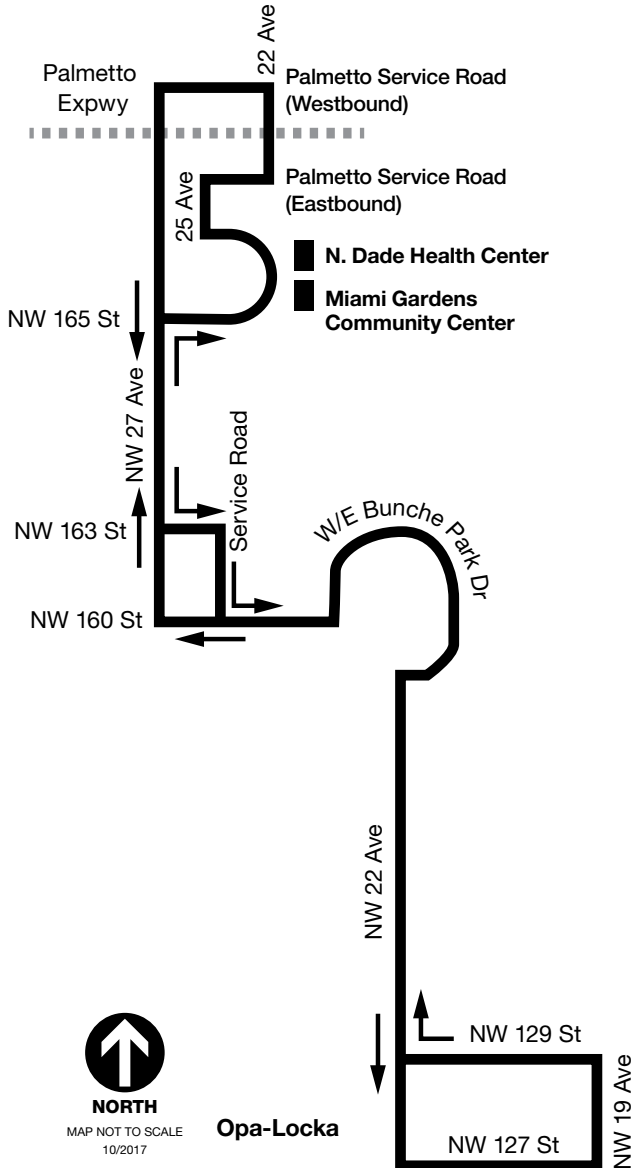 22 Ave
Palmetto
Expwy
Palmetto Service Road
(Westbound)
25 Ave
Palmetto Service Road
(Eastbound)
N. Dade Health Center
Miami Gardens
Community Center
NW 165 St
NW 27 Ave
Service Road
W/E Bunche Park Dr
NW 163 St
NW 160 St
NW 22 Ave
NW 129 St
NW 19 Ave
NW 127 St
NORTH
MAP NOT TO SCALE
10/2017
Opa-Locka